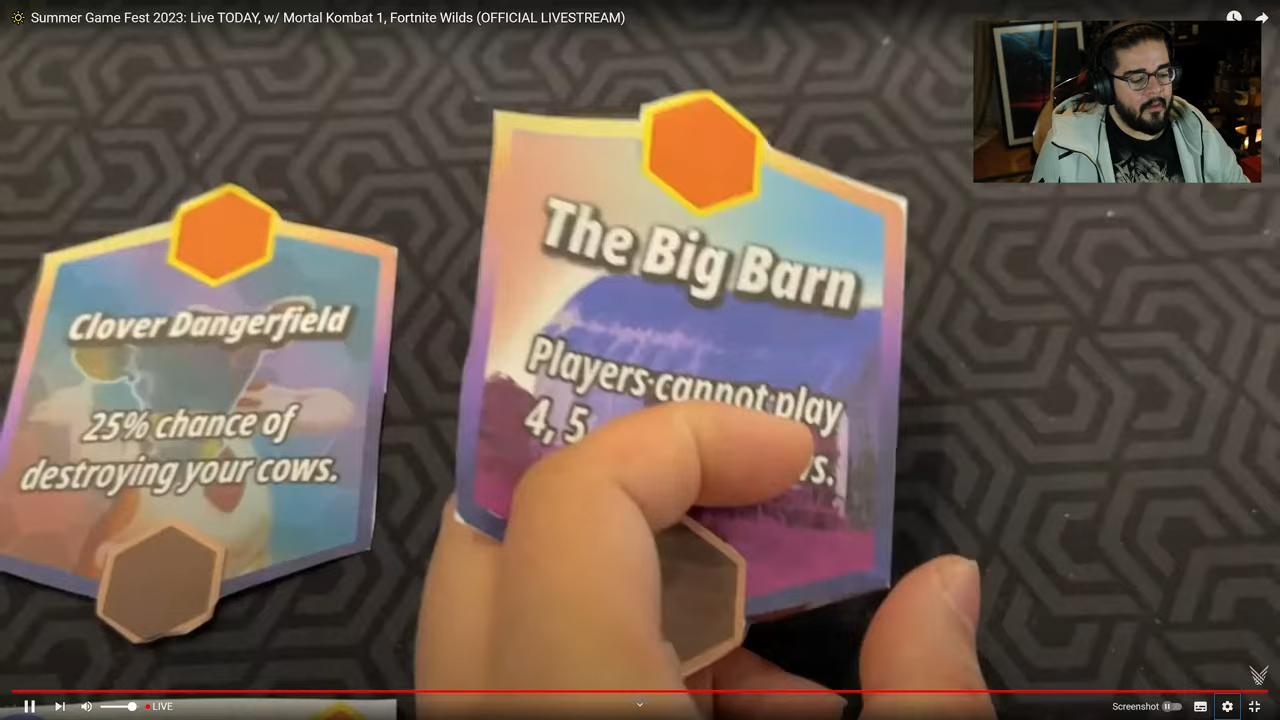 Summer Game Fest 2023: Live TODAY, w/ Mortal Kombat 1, Fortnite Wilds (OFFICIAL LIVESTREAM)
The Big Barn
Players cannot play
4, 5
Clover Dangerfield
25% chance of
destroying your cows.
LIVE
Screenshot